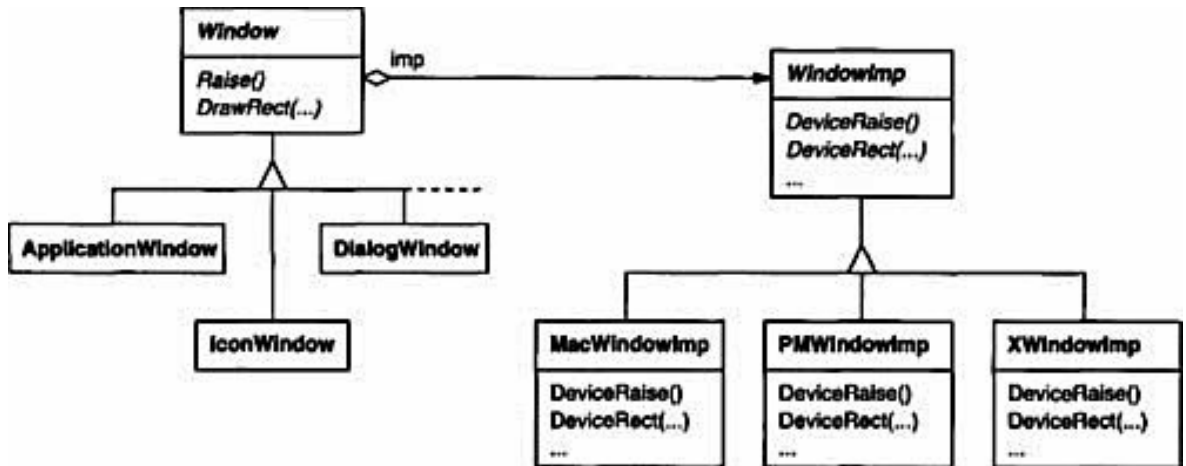 Window
Raise()
DrawRect(...)
imp
WindowImp
DeviceRaise()
DeviceRect(...)
...
ApplicationWindow
DialogWindow
IconWindow
MacWindowImp
DeviceRaise()
DeviceRect(...)
...
PMWindowImp
DeviceRaise()
DeviceRect(...)
...
XWindowImp
DeviceRaise()
DeviceRect(...)
...